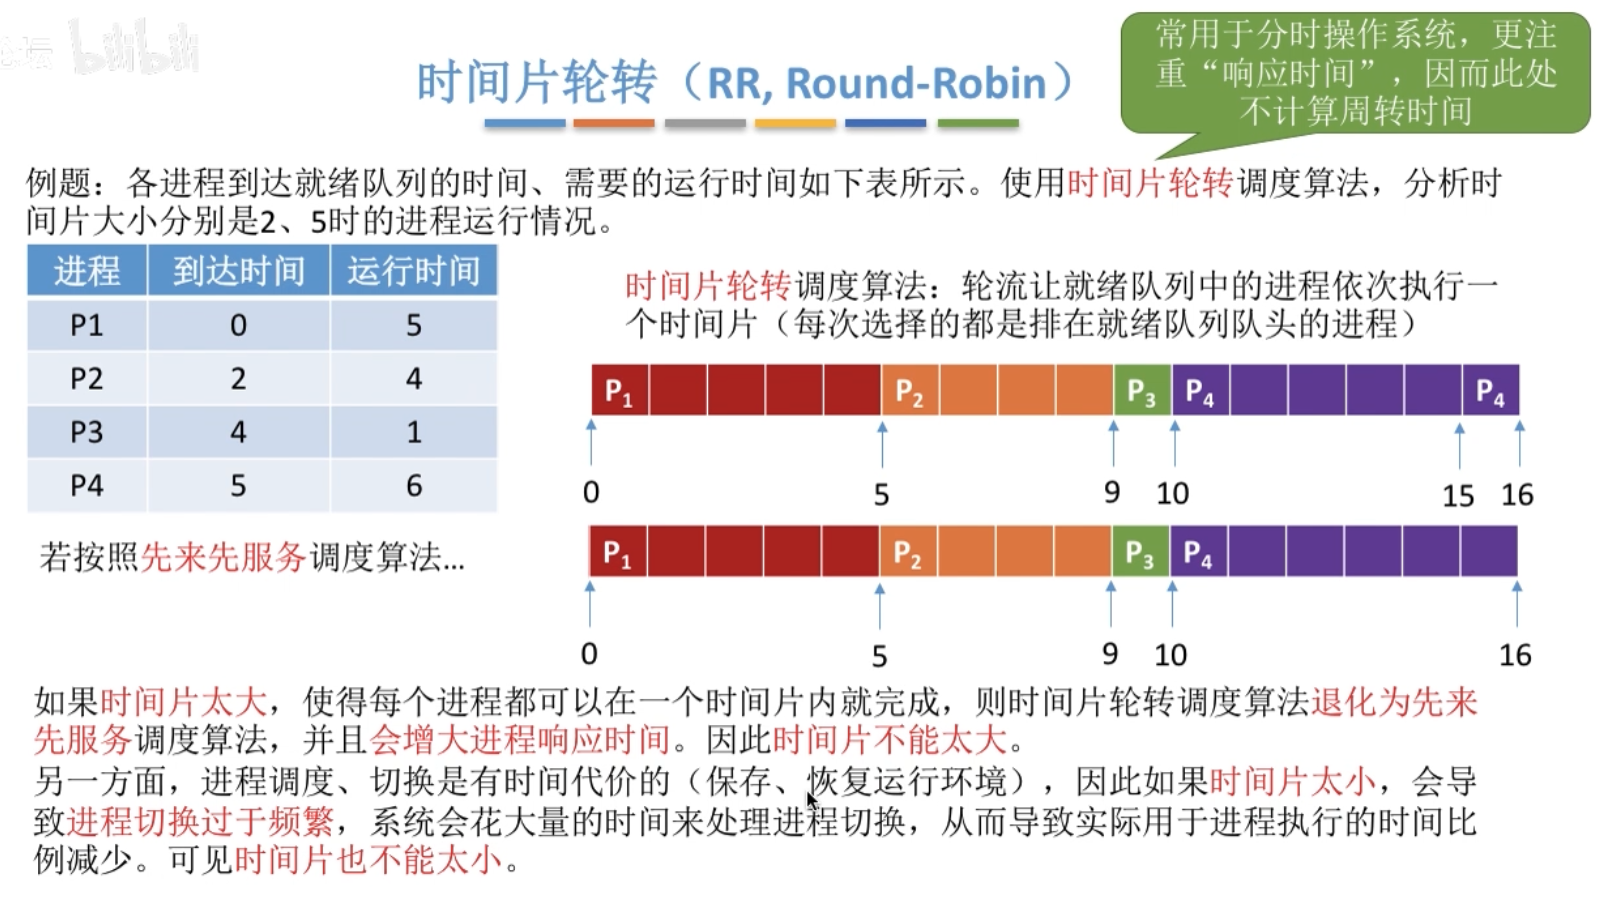 坛 bilibili
常用于分时操作系统，更注
重“响应时间”，因而此处
不计算周转时间
时间片轮转（RR, Round-Robin）
例题：各进程到达就绪队列的时间、需要的运行时间如下表所示。使用时间片轮转调度算法，分析时
间片大小分别是2、5时的进程运行情况。
进程 到达时间 运行时间
P1 0 5
P2 2 4
P3 4 1
P4 5 6
时间片轮转调度算法：轮流让就绪队列中的进程依次执行一
个时间片（每次选择的都是排在就绪队列队头的进程）
P1 P2 P3 P4 P4
0 5 9 10 15 16
若按照先来先服务调度算法...
P1 P2 P3 P4
0 5 9 10 16
如果时间片太大，使得每个进程都可以在一个时间片内就完成，则时间片轮转调度算法退化为先来
先服务调度算法，并且会增大进程响应时间。因此时间片不能太大。
另一方面，进程调度、切换是有时间代价的（保存、恢复运行环境），因此如果时间片太小，会导
致进程切换过于频繁，系统会花大量的时间来处理进程切换，从而导致实际用于进程执行的时间比
例减少。可见时间片也不能太小。